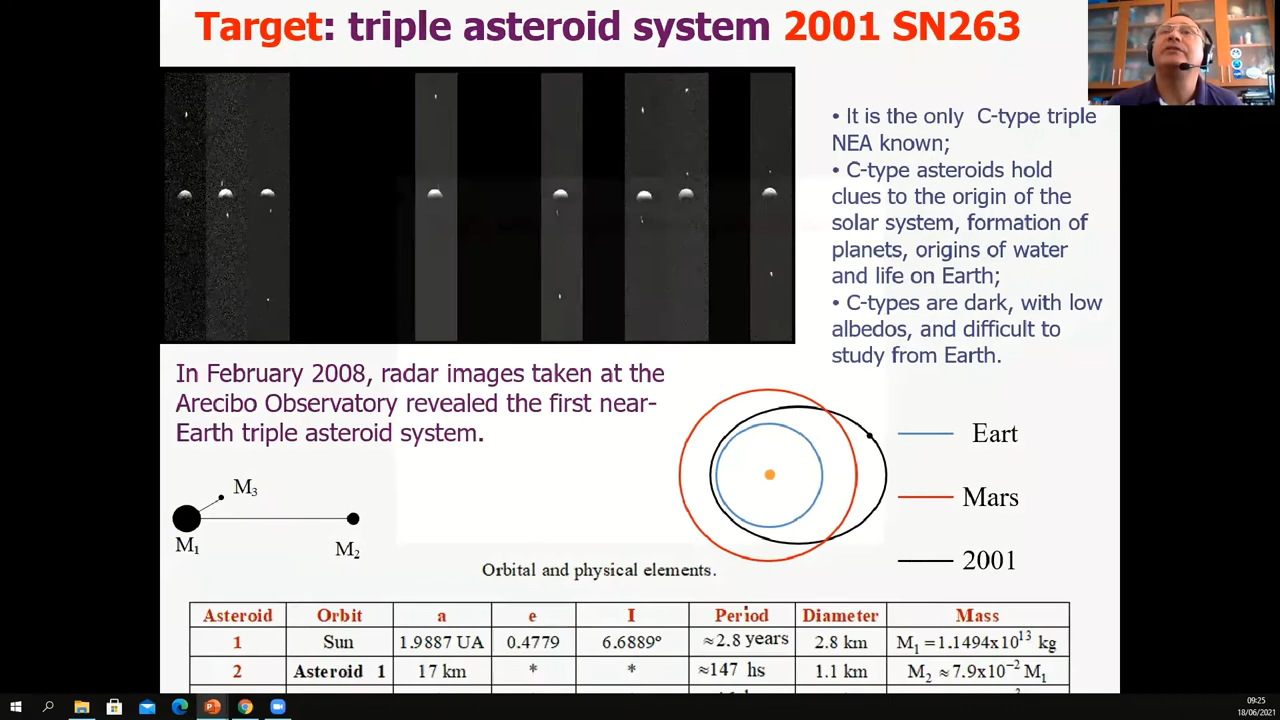 Target: triple asteroid system 2001 SN263
• It is the only C-type triple
NEA known;
• C-type asteroids hold
clues to the origin of the
solar system, formation of
planets, origins of water
and life on Earth;
• C-types are dark, with low
albedos, and difficult to
study from Earth.
In February 2008, radar images taken at the
Arecibo Observatory revealed the first near-
Earth triple asteroid system.
M₃
M₁
M₂
Eart
Mars
2001
Orbital and physical elements.
Asteroid Orbit a e I Period Diameter Mass
1 Sun 1.9887 UA 0.4779 6.6889° ≈2.8 years 2.8 km M₁ =1.1494x10¹³ kg
2 Asteroid 1 17 km * * ≈147 hs 1.1 km M₂ ≈7.9x10⁻² M₁
09:25
18/06/2021